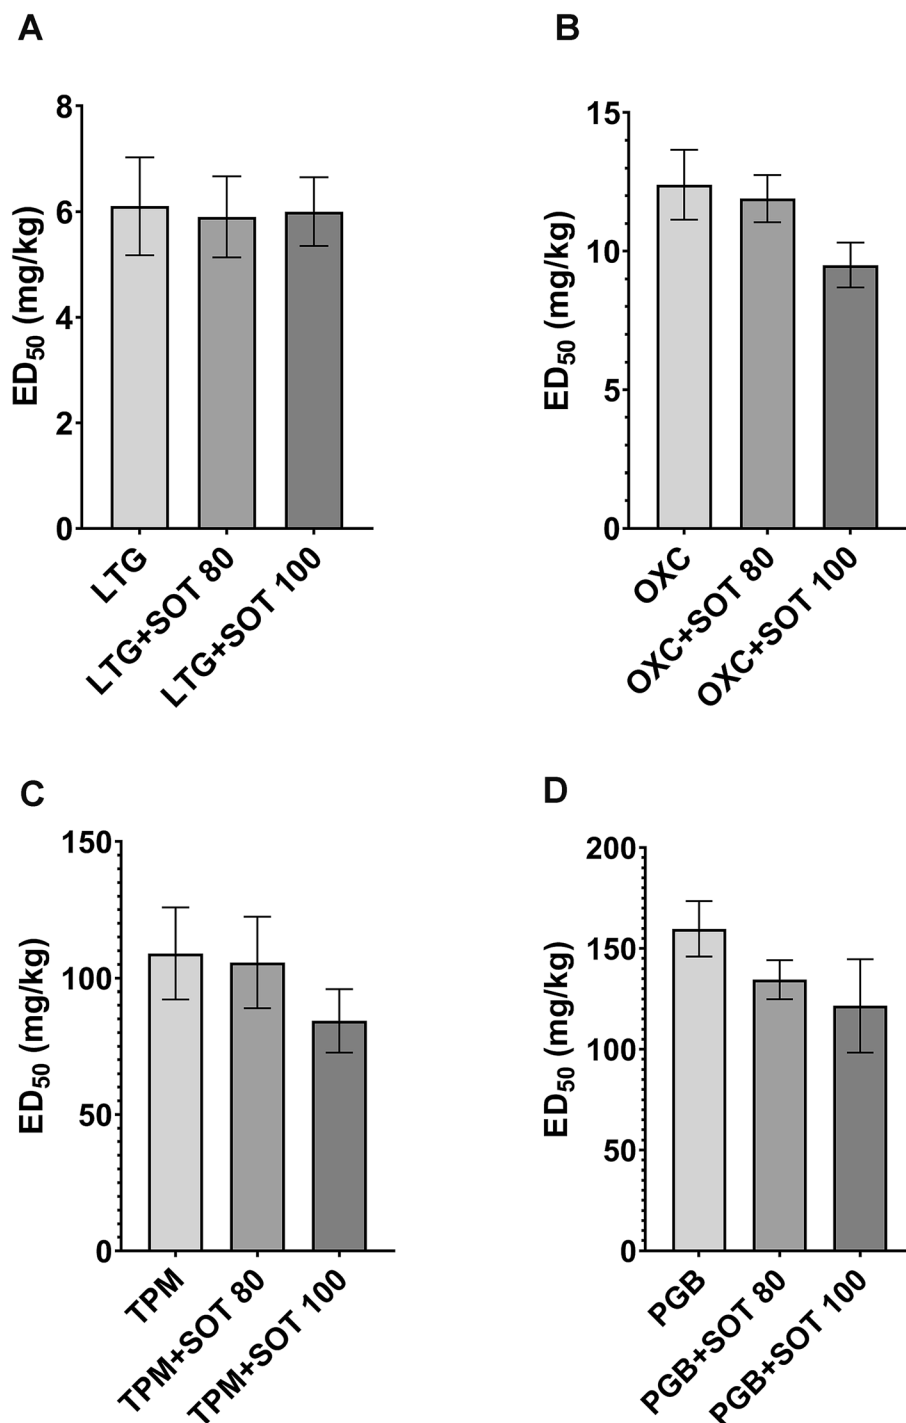 A
ED50 (mg/kg)
8
6
4
2
0
LTG
LTG+SOT 80
LTG+SOT 100
B
ED50 (mg/kg)
15
10
5
0
OXC
OXC+SOT 80
OXC+SOT 100
C
ED50 (mg/kg)
150
100
50
0
TPM
TPM+SOT 80
TPM+SOT 100
D
ED50 (mg/kg)
200
150
100
50
0
PGB
PGB+SOT 80
PGB+SOT 100